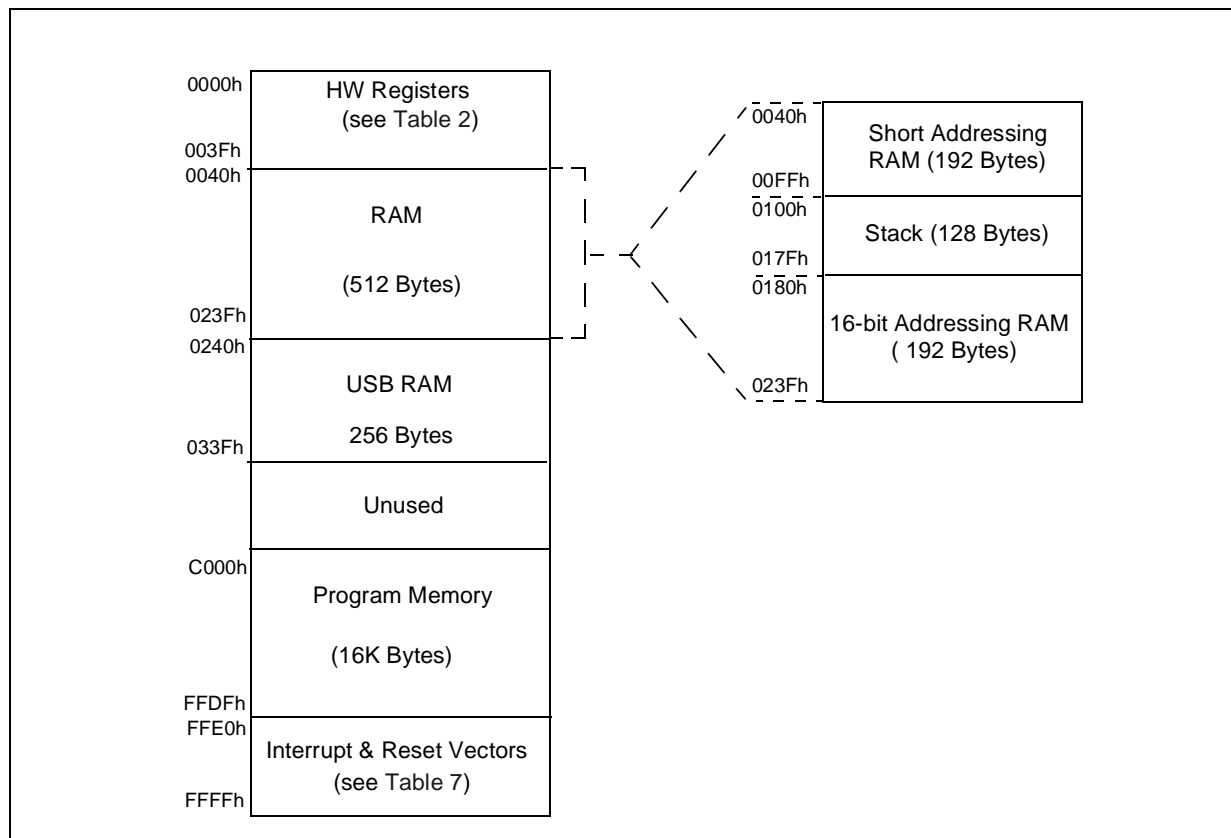 0000h
HW Registers
(see Table 2)
003Fh
0040h
RAM
(512 Bytes)
023Fh
0240h
USB RAM
256 Bytes
033Fh
Unused
C000h
Program Memory
(16K Bytes)
FFDFh
FFE0h
Interrupt & Reset Vectors
(see Table 7)
FFFFh
0040h
Short Addressing
RAM (192 Bytes)
00FFh
0100h
Stack (128 Bytes)
017Fh
0180h
16-bit Addressing RAM
( 192 Bytes)
023Fh